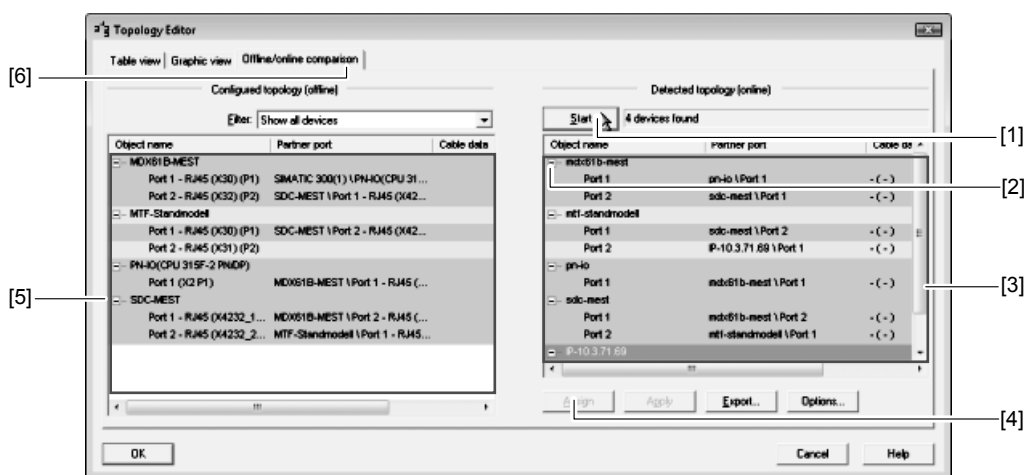 Topology Editor
Table view Graphic view Offline/online comparison
[6]
Configured topology (offline)
Filter: Show all devices
Object name Partner port Cable data
MDX61B-MEST
Port 1 - RJ45 (X30) (P1) SIMATIC 300(1) \ PN-IO(CPU 31...
Port 2 - RJ45 (X32) (P2) SDC-MEST \ Port 1 - RJ45 (X42...
MTF-Standmodell
Port 1 - RJ45 (X30) (P1) SDC-MEST \ Port 2 - RJ45 (X42...
Port 2 - RJ45 (X31) (P2)
PN-IO(CPU 315F-2 PN/DP)
Port 1 (X2 P1) MDX61B-MEST \ Port 1 - RJ45 (...
[5]
SDC-MEST
Port 1 - RJ45 (X4232_1... MDX61B-MEST \ Port 2 - RJ45 (...
Port 2 - RJ45 (X4232_2... MTF-Standmodell \ Port 1 - RJ45...
Detected topology (online)
Start 4 devices found
[1]
Object name Partner port Cable da
mdx61b-mest
[2]
Port 1 pn-io \ Port 1 - ( - )
Port 2 sdc-mest \ Port 1 - ( - )
mtf-standmodell
Port 1 sdc-mest \ Port 2 - ( - )
Port 2 IP-10.3.71.69 \ Port 1 - ( - )
pn-io
Port 1 mdx61b-mest \ Port 1 - ( - )
[3]
sdc-mest
Port 1 mdx61b-mest \ Port 2 - ( - )
Port 2 mtf-standmodell \ Port 1 - ( - )
IP-10.3.71.69
Assign Apply Export... Options...
[4]
OK Cancel Help